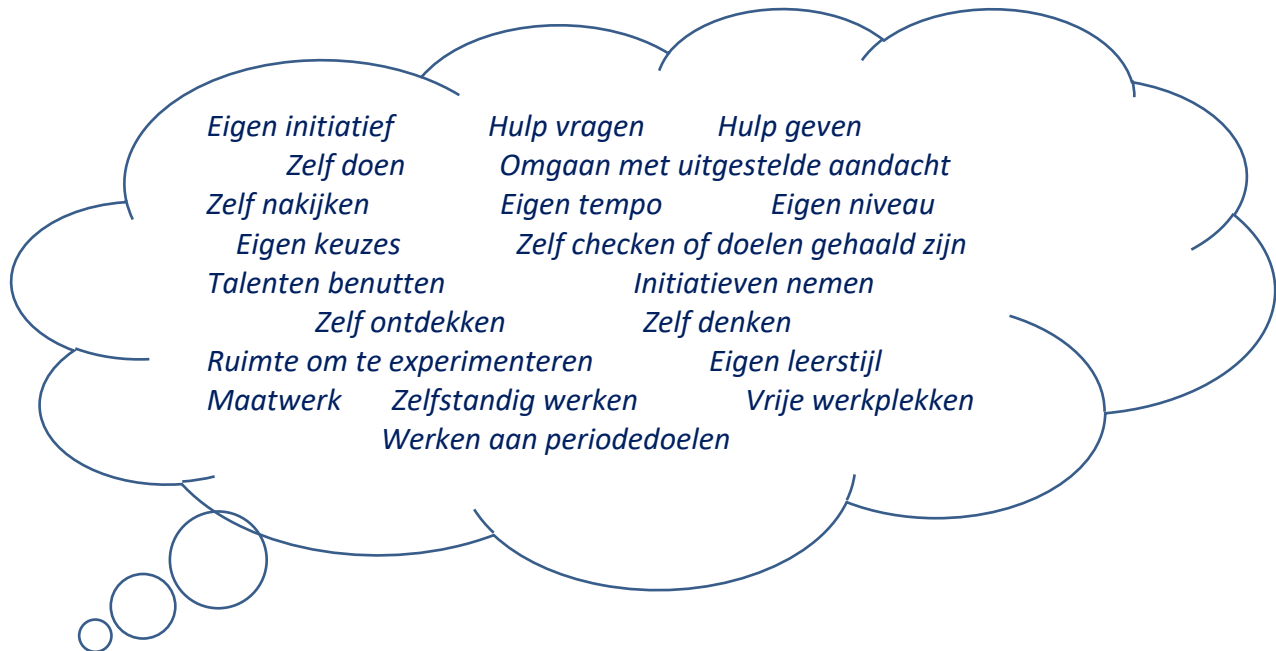 Eigen initiatief Hulp vragen Hulp geven
Zelf doen Omgaan met uitgestelde aandacht
Zelf nakijken Eigen tempo Eigen niveau
Eigen keuzes Zelf checken of doelen gehaald zijn
Talenten benutten Initiatieven nemen
Zelf ontdekken Zelf denken
Ruimte om te experimenteren Eigen leerstijl
Maatwerk Zelfstandig werken Vrije werkplekken
Werken aan periodedoelen